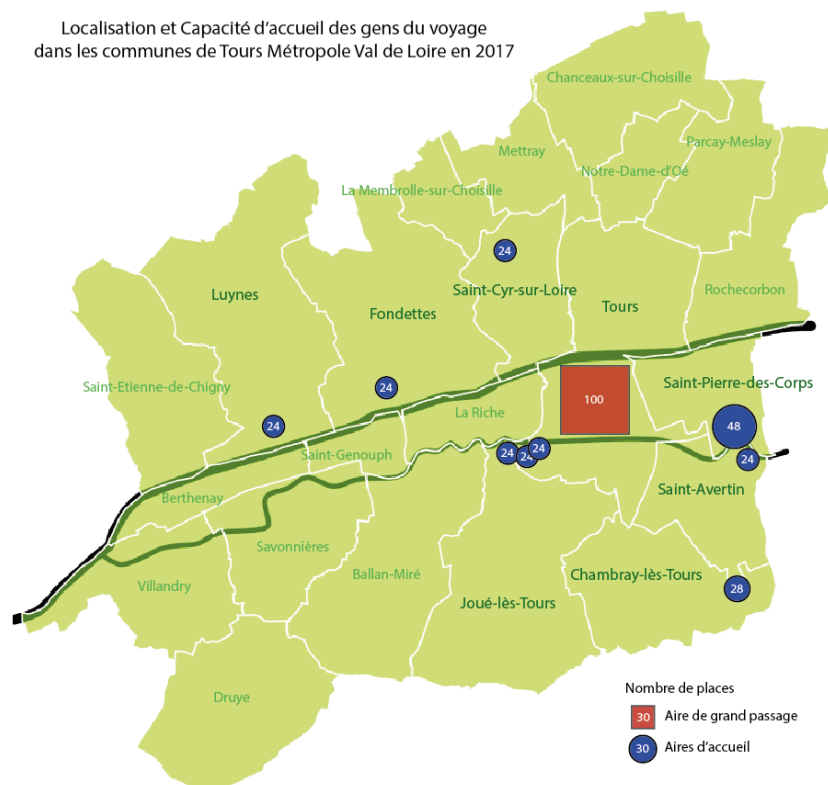 Localisation et Capacité d'accueil des gens du voyage
dans les communes de Tours Métropole Val de Loire en 2017
Chanceaux-sur-Choisille
Parcay-Meslay
Mettray
Notre-Dame-d'Oé
La Membrolle-sur-Choisille
24
Luynes
Saint-Cyr-sur-Loire
Rochecorbon
Fondettes
Tours
Saint-Etienne-de-Chigny
24
Saint-Pierre-des-Corps
100
La Riche
24
48
Saint-Genouph
24
24
24
24
Berthenay
Saint-Avertin
Savonnières
Villandry
Ballan-Miré
Joué-lès-Tours
Chambray-lès-Tours
28
Druye
Nombre de places
30 Aire de grand passage
30 Aires d'accueil